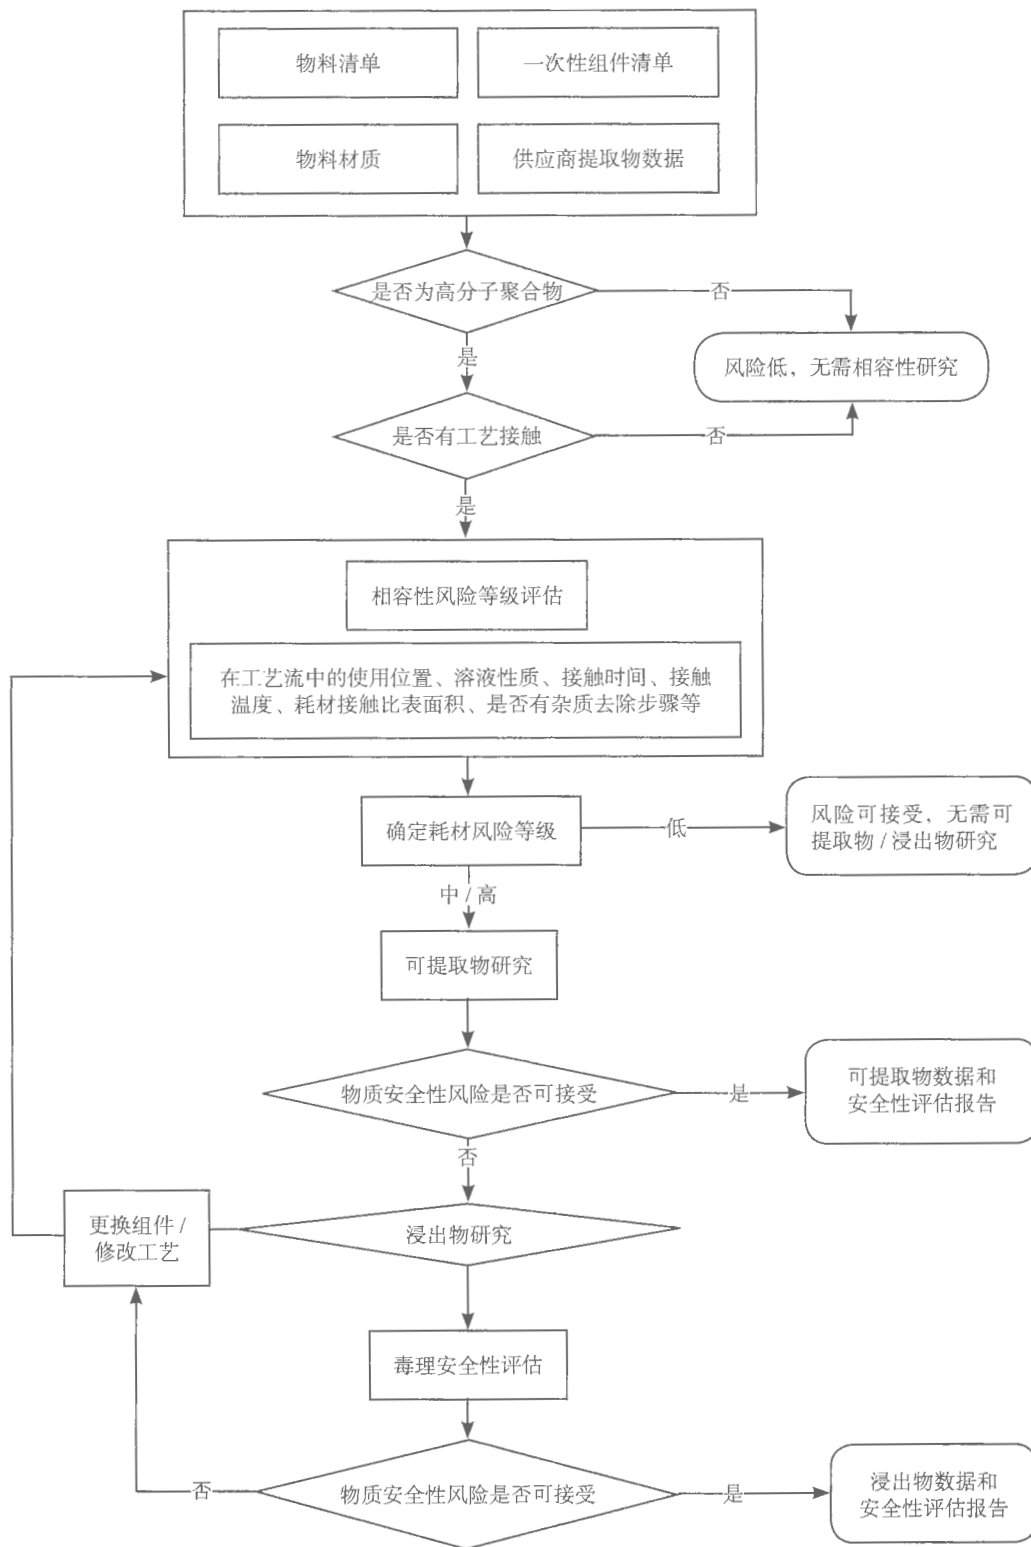 物料清单
一次性组件清单
物料材质
供应商提取物数据
是否为高分子聚合物
否
是
风险低，无需相容性研究
是否有工艺接触
否
是
相容性风险等级评估
在工艺流中的使用位置、溶液性质、接触时间、接触
温度、耗材接触比表面积、是否有杂质去除步骤等
确定耗材风险等级
低
风险可接受，无需可
提取物/浸出物研究
中/高
可提取物研究
物质安全性风险是否可接受
是
可提取物数据和
安全性评估报告
否
更换组件/
修改工艺
浸出物研究
毒理安全性评估
否
物质安全性风险是否可接受
是
浸出物数据和
安全性评估报告